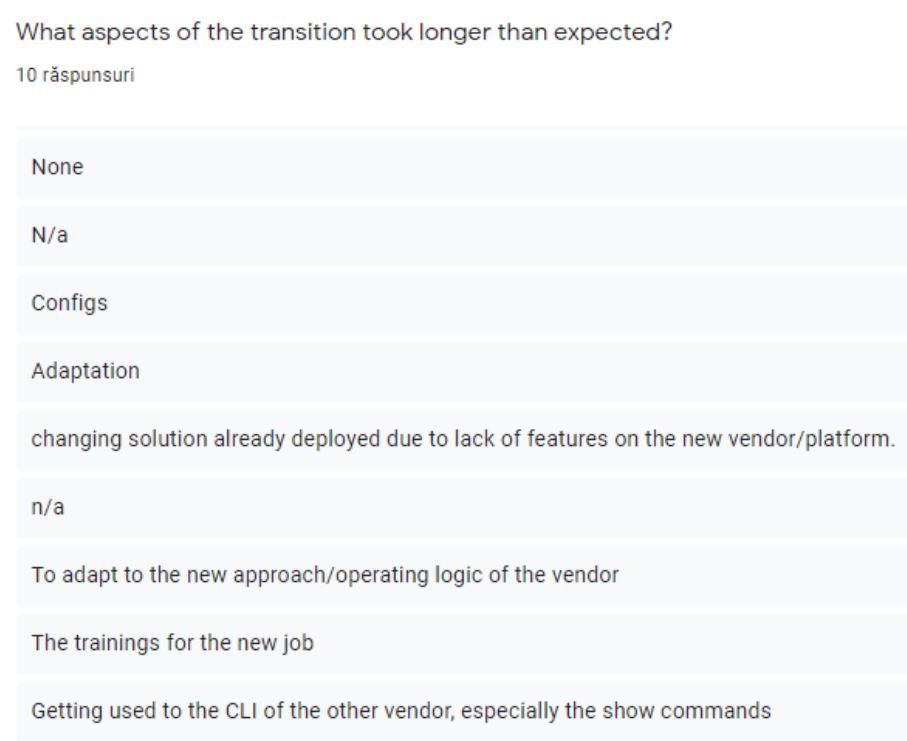 What aspects of the transition took longer than expected?
10 răspunsuri
None
N/a
Configs
Adaptation
changing solution already deployed due to lack of features on the new vendor/platform.
n/a
To adapt to the new approach/operating logic of the vendor
The trainings for the new job
Getting used to the CLI of the other vendor, especially the show commands